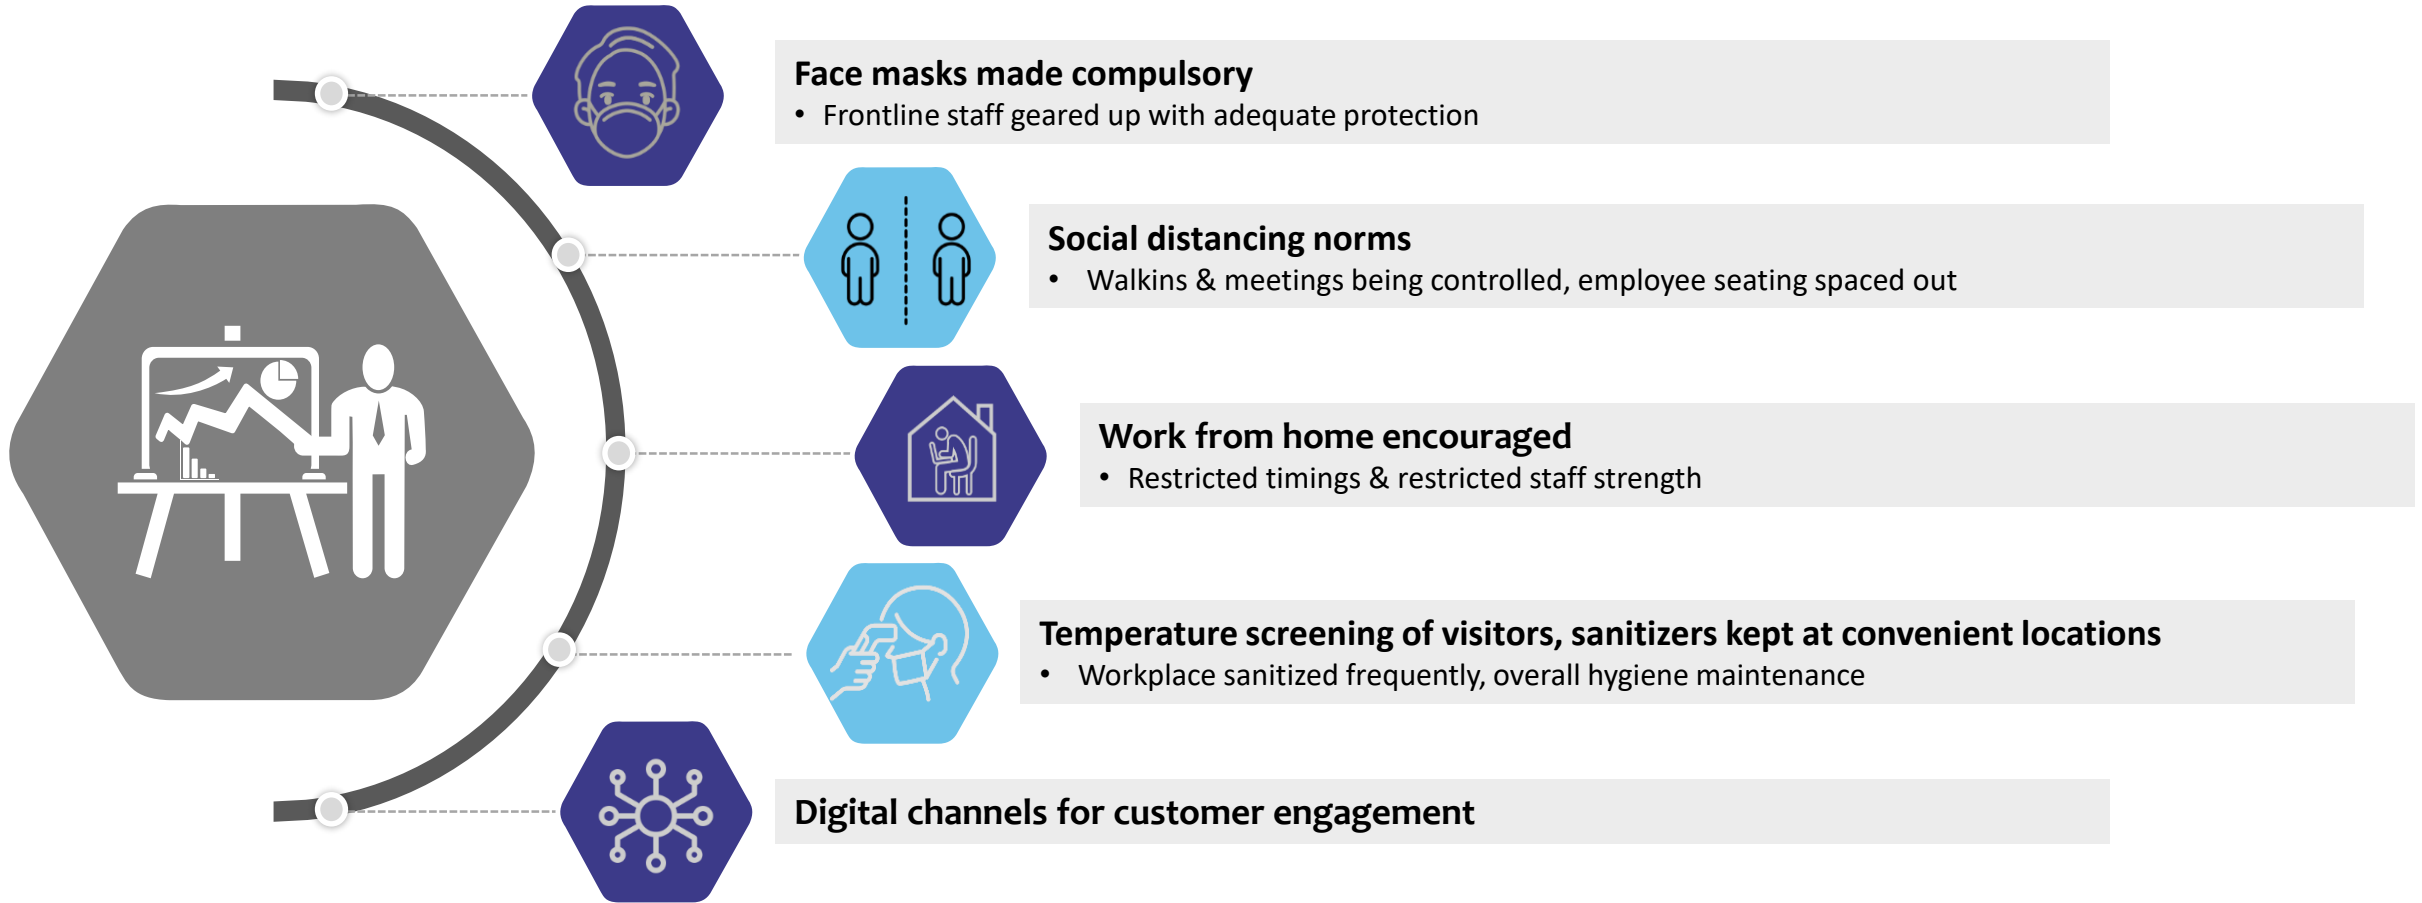 Face masks made compulsory
• Frontline staff geared up with adequate protection
Social distancing norms
• Walkins & meetings being controlled, employee seating spaced out
Work from home encouraged
• Restricted timings & restricted staff strength
Temperature screening of visitors, sanitizers kept at convenient locations
• Workplace sanitized frequently, overall hygiene maintenance
Digital channels for customer engagement